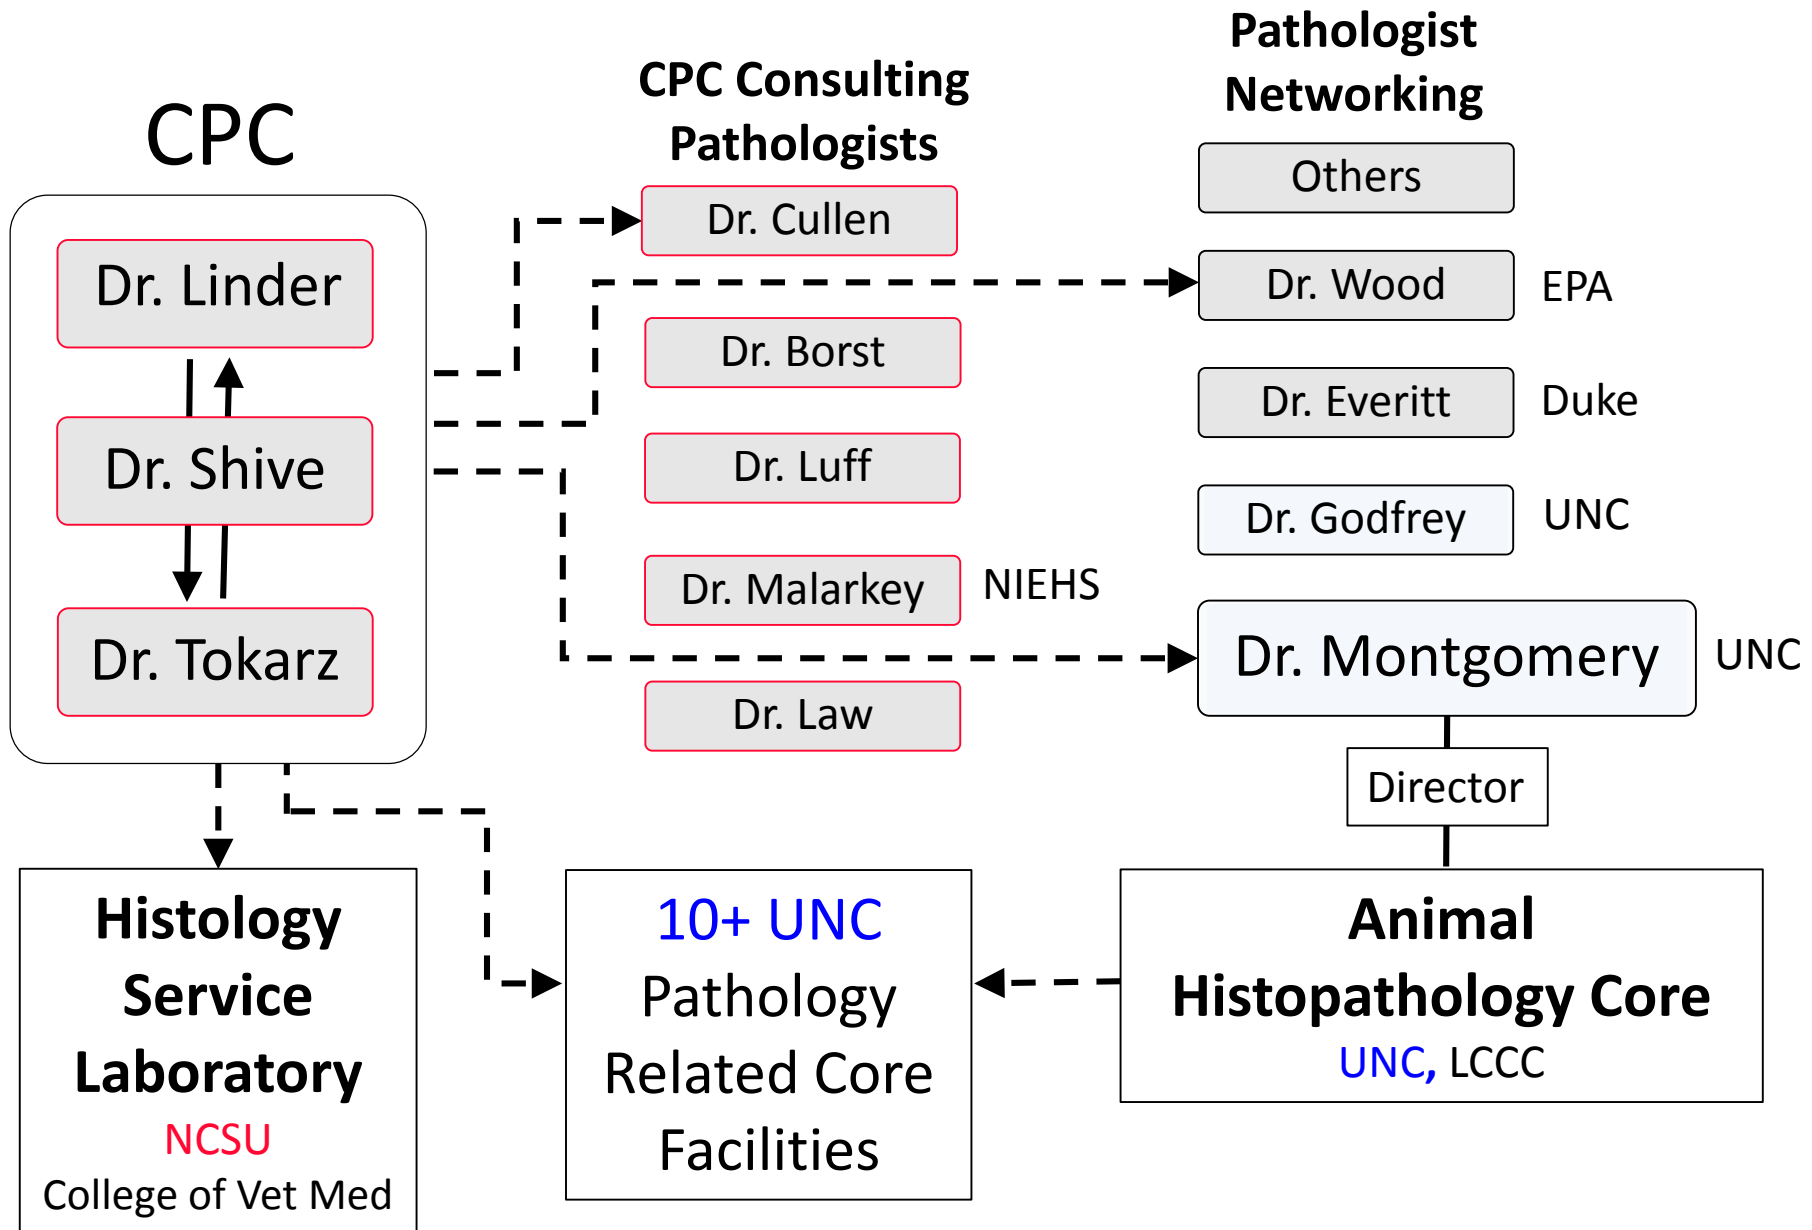 CPC
Dr. Linder
Dr. Shive
Dr. Tokarz
CPC Consulting
Pathologists
Dr. Cullen
Dr. Borst
Dr. Luff
Dr. Malarkey NIEHS
Dr. Law
Pathologist
Networking
Others
Dr. Wood EPA
Dr. Everitt Duke
Dr. Godfrey UNC
Dr. Montgomery UNC
Director
Histology
Service
Laboratory
NCSU
College of Vet Med
10+ UNC
Pathology
Related Core
Facilities
Animal
Histopathology Core
UNC, LCCC